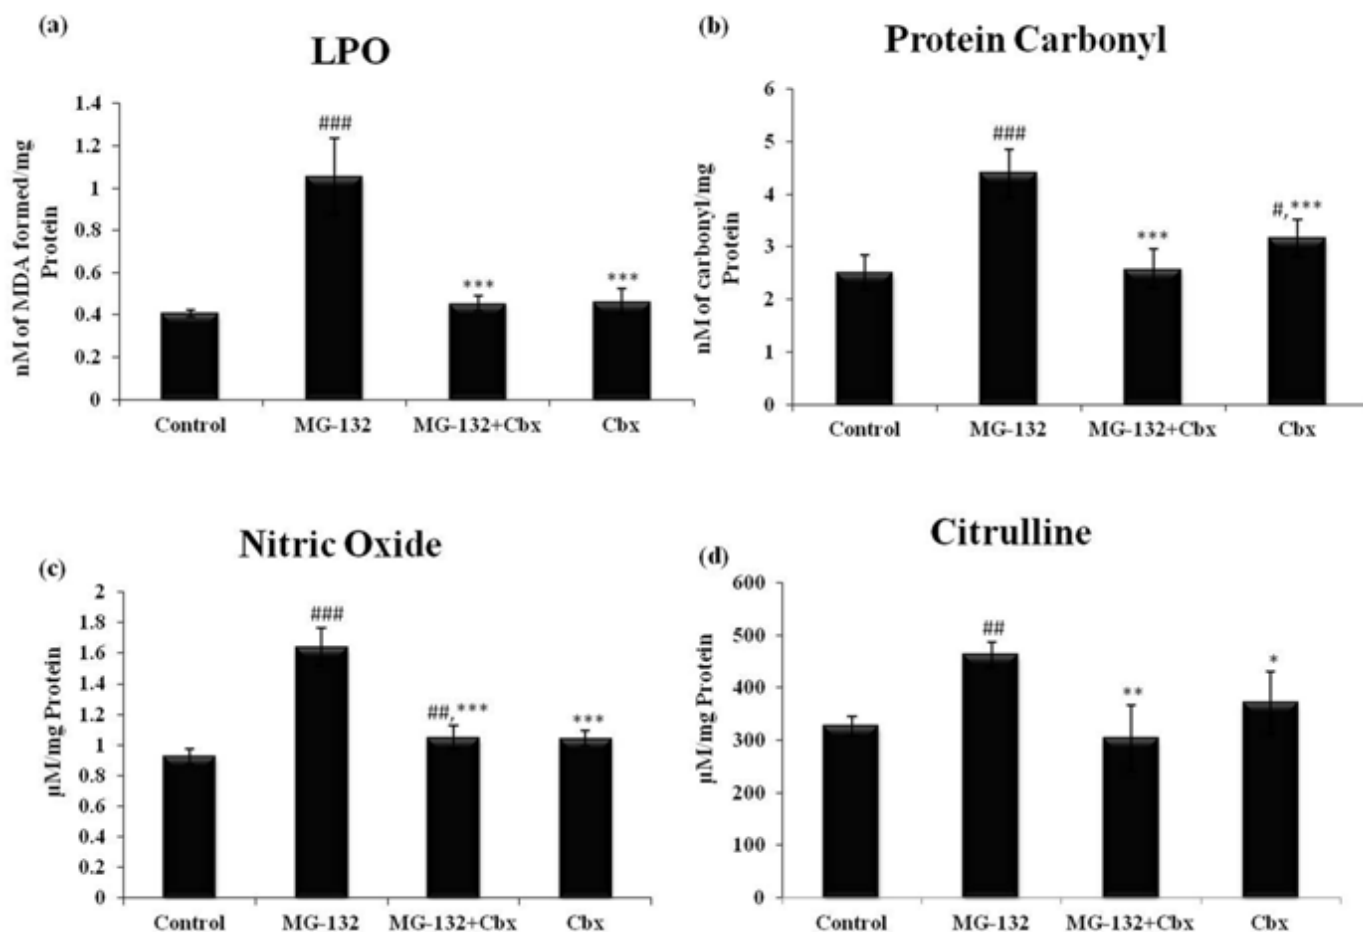 (a)
LPO
nM of MDA formed/mg
Protein
1.4
1.2
1
0.8
0.6
0.4
0.2
0
###
***
***
Control
MG-132
MG-132+Cbx
Cbx
(b)
Protein Carbonyl
nM of carbonyl/mg
Protein
6
5
4
3
2
1
0
###
***
#,***
Control
MG-132
MG-132+Cbx
Cbx
(c)
Nitric Oxide
µM/mg Protein
2
1.8
1.6
1.4
1.2
1
0.8
0.6
0.4
0.2
0
###
##,***
***
Control
MG-132
MG-132+Cbx
Cbx
(d)
Citrulline
µM/mg Protein
600
500
400
300
200
100
0
##
**
*
Control
MG-132
MG-132+Cbx
Cbx